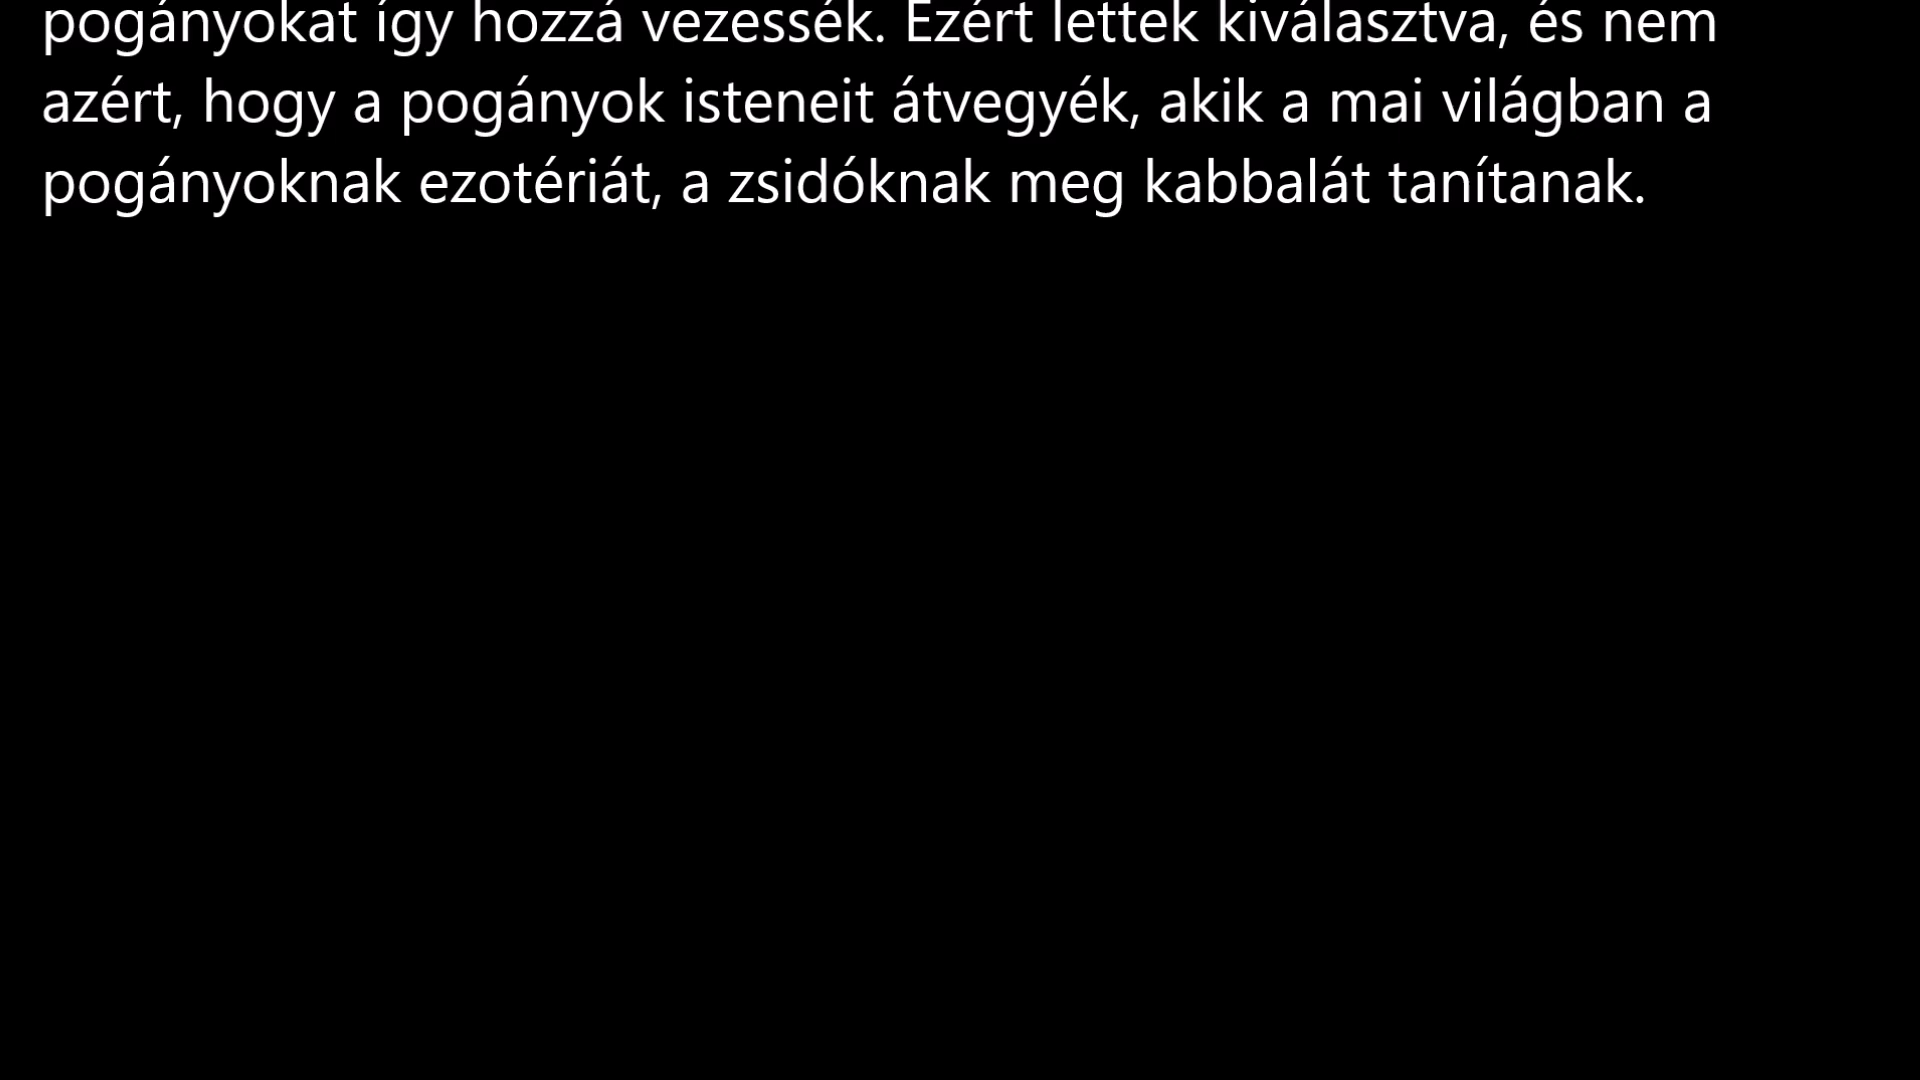 pogányokat így hozzá vezessék. Ezért lettek kiválasztva, és nem
azért, hogy a pogányok isteneit átvegyék, akik a mai világban a
pogányoknak ezotériát, a zsidóknak meg kabbalát tanítanak.